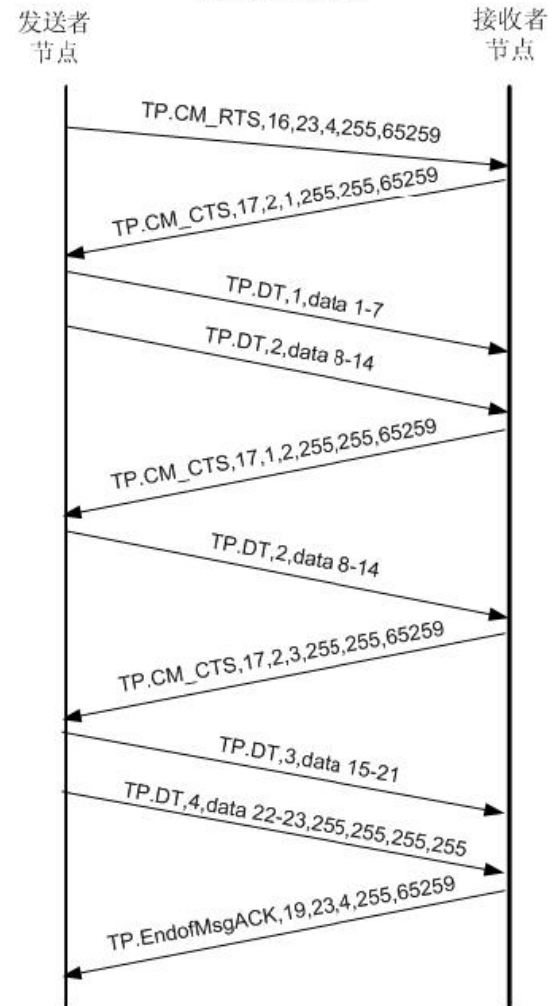 发送者
节点
接收者
节点
TP.CM_RTS,16,23,4,255,65259
TP.CM_CTS,17,2,1,255,255,65259
TP.DT,1,data 1-7
TP.DT,2,data 8-14
TP.CM_CTS,17,1,2,255,255,65259
TP.DT,2,data 8-14
TP.CM_CTS,17,2,3,255,255,65259
TP.DT,3,data 15-21
TP.DT,4,data 22-23,255,255,255,255
TP.EndofMsgACK,19,23,4,255,65259